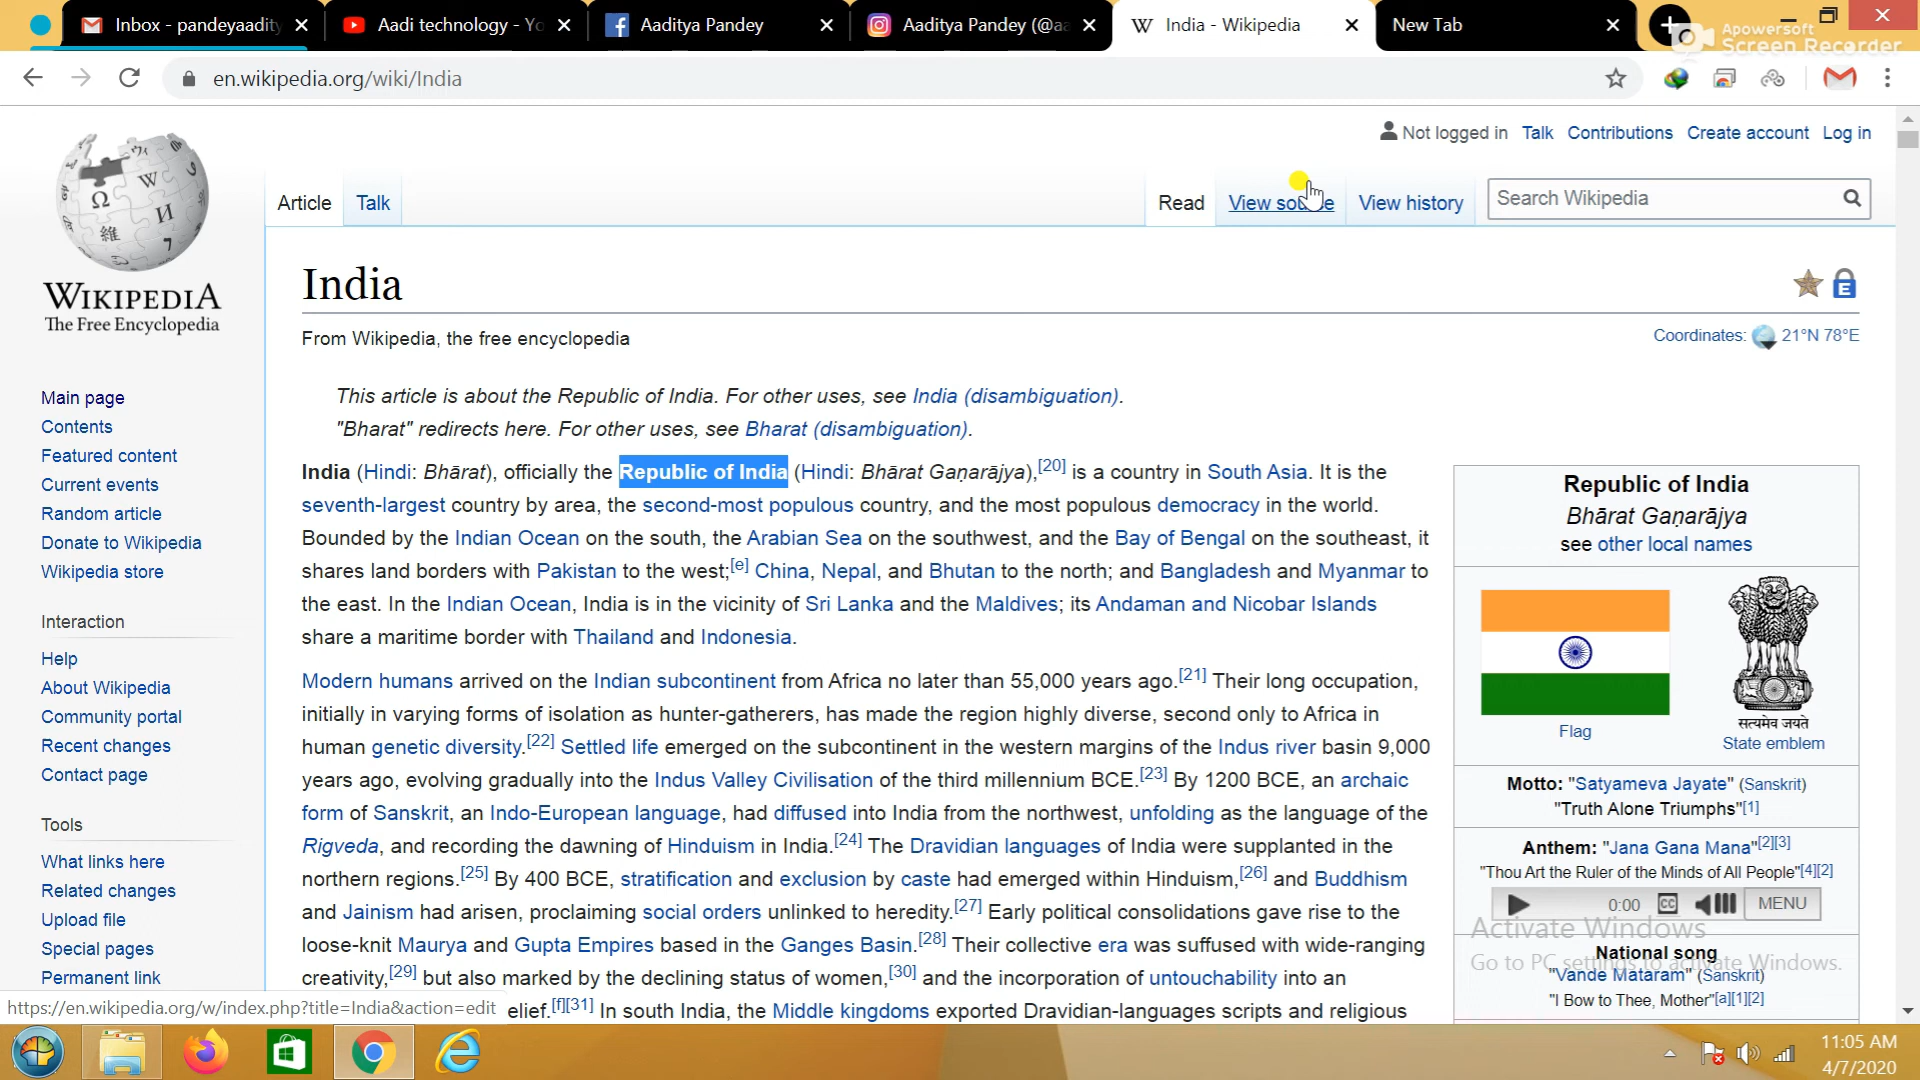 Inbox - pandeyaadity
Aadi technology - Yo
Aaditya Pandey
Aaditya Pandey (@aa
India - Wikipedia
New Tab
Apowersoft
Screen Recorder
en.wikipedia.org/wiki/India
Not logged in Talk Contributions Create account Log in
Article Talk Read View source View history Search Wikipedia
WIKIPEDIA
The Free Encyclopedia
India
From Wikipedia, the free encyclopedia
Coordinates: 21°N 78°E
This article is about the Republic of India. For other uses, see India (disambiguation).
"Bharat" redirects here. For other uses, see Bharat (disambiguation).
India (Hindi: Bhārat), officially the Republic of India (Hindi: Bhārat Gaṇarājya),[20] is a country in South Asia. It is the
seventh-largest country by area, the second-most populous country, and the most populous democracy in the world.
Bounded by the Indian Ocean on the south, the Arabian Sea on the southwest, and the Bay of Bengal on the southeast, it
shares land borders with Pakistan to the west;[e] China, Nepal, and Bhutan to the north; and Bangladesh and Myanmar to
the east. In the Indian Ocean, India is in the vicinity of Sri Lanka and the Maldives; its Andaman and Nicobar Islands
share a maritime border with Thailand and Indonesia.
Modern humans arrived on the Indian subcontinent from Africa no later than 55,000 years ago.[21] Their long occupation,
initially in varying forms of isolation as hunter-gatherers, has made the region highly diverse, second only to Africa in
human genetic diversity.[22] Settled life emerged on the subcontinent in the western margins of the Indus river basin 9,000
years ago, evolving gradually into the Indus Valley Civilisation of the third millennium BCE.[23] By 1200 BCE, an archaic
form of Sanskrit, an Indo-European language, had diffused into India from the northwest, unfolding as the language of the
Rigveda, and recording the dawning of Hinduism in India.[24] The Dravidian languages of India were supplanted in the
northern regions.[25] By 400 BCE, stratification and exclusion by caste had emerged within Hinduism,[26] and Buddhism
and Jainism had arisen, proclaiming social orders unlinked to heredity.[27] Early political consolidations gave rise to the
loose-knit Maurya and Gupta Empires based in the Ganges Basin.[28] Their collective era was suffused with wide-ranging
creativity,[29] but also marked by the declining status of women,[30] and the incorporation of untouchability into an
elief.[f][31] In south India, the Middle kingdoms exported Dravidian-languages scripts and religious
Republic of India
Bhārat Gaṇarājya
see other local names
सत्यमेव जयते
Flag
State emblem
Motto: "Satyameva Jayate" (Sanskrit)
"Truth Alone Triumphs"[1]
Anthem: "Jana Gana Mana"[2][3]
"Thou Art the Ruler of the Minds of All People"[4][2]
0:00 CC MENU
National song
"Vande Mataram" (Sanskrit)
"I Bow to Thee, Mother"[a][1][2]
Activate Windows
Go to PC settings to activate Windows.
Main page
Contents
Featured content
Current events
Random article
Donate to Wikipedia
Wikipedia store
Interaction
Help
About Wikipedia
Community portal
Recent changes
Contact page
Tools
What links here
Related changes
Upload file
Special pages
Permanent link
https://en.wikipedia.org/w/index.php?title=India&action=edit
11:05 AM
4/7/2020